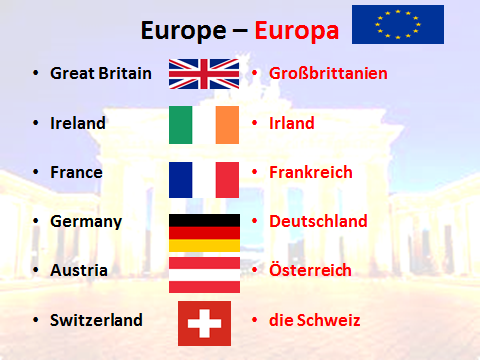 Europe – Europa
• Great Britain • Großbrittanien
• Ireland • Irland
• France • Frankreich
• Germany • Deutschland
• Austria • Österreich
• Switzerland • die Schweiz